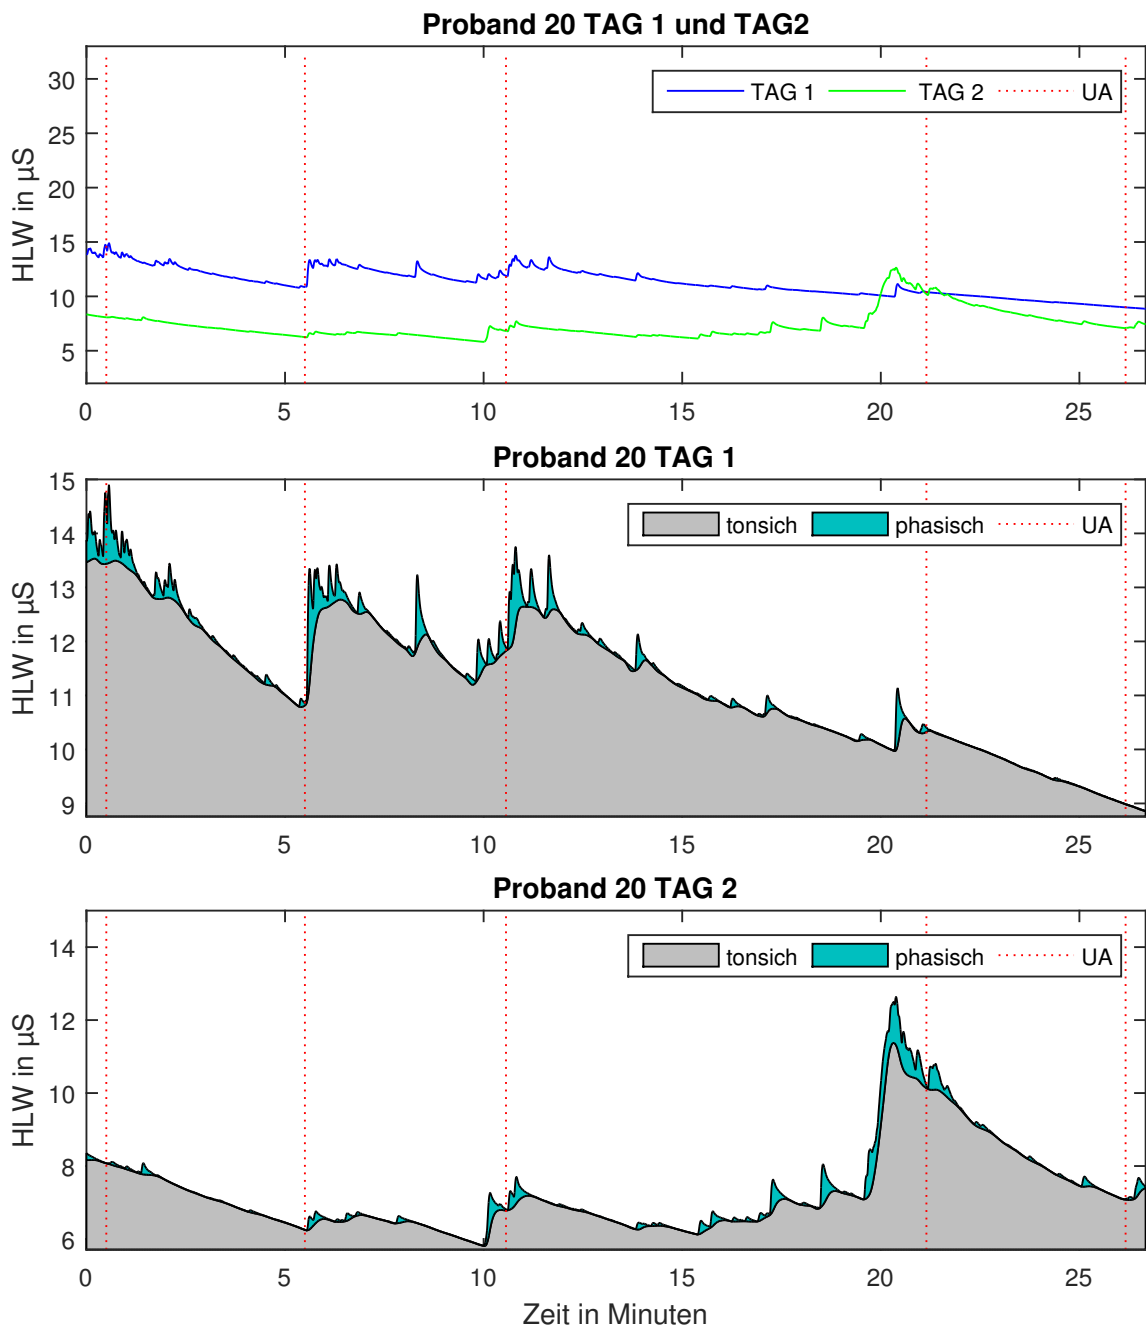 Proband 20 TAG 1 und TAG2
30
25
20
15
10
5
HLW in µS
TAG 1 TAG 2 UA
0 5 10 15 20 25
Proband 20 TAG 1
15
14
13
12
11
10
9
HLW in µS
tonsich phasisch UA
0 5 10 15 20 25
Proband 20 TAG 2
14
12
10
8
6
HLW in µS
tonsich phasisch UA
0 5 10 15 20 25
Zeit in Minuten